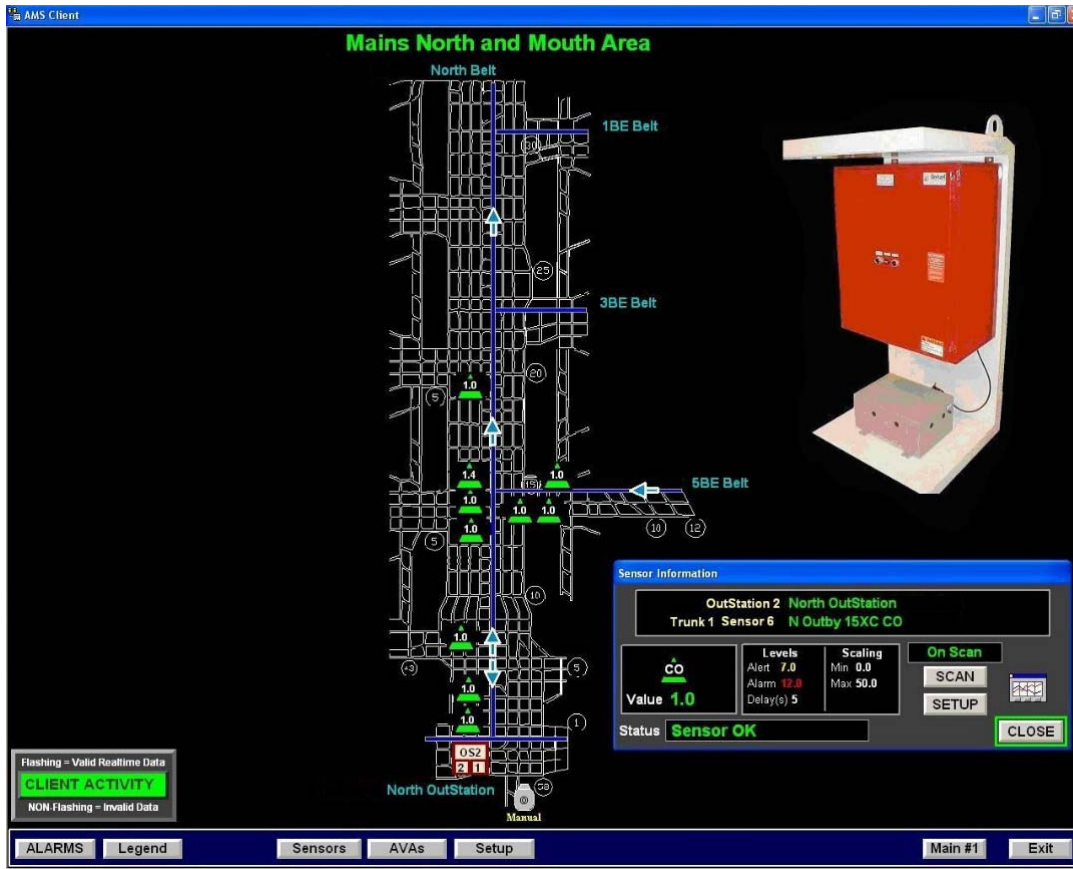 AMS Client
Mains North and Mouth Area
North Belt
1BE Belt
30
25
3BE Belt
20
5
1.0
1.4
1.0
15
5BE Belt
1.0
1.0
1.0
10
12
1.0
5
10
1.0
5
1.0
1.0
1
OS2
2 1
North OutStation
Manual
Sensor Information
OutStation 2 North OutStation
Trunk 1 Sensor 6 N Outby 15XC CO
CO
Value 1.0
Levels
Alert 7.0
Alarm 12.0
Delay(s) 5
Scaling
Min 0.0
Max 50.0
On Scan
SCAN
SETUP
Status Sensor OK
CLOSE
Flashing = Valid Realtime Data
CLIENT ACTIVITY
NON-Flashing = Invalid Data
ALARMS Legend Sensors AVAs Setup Main #1 Exit